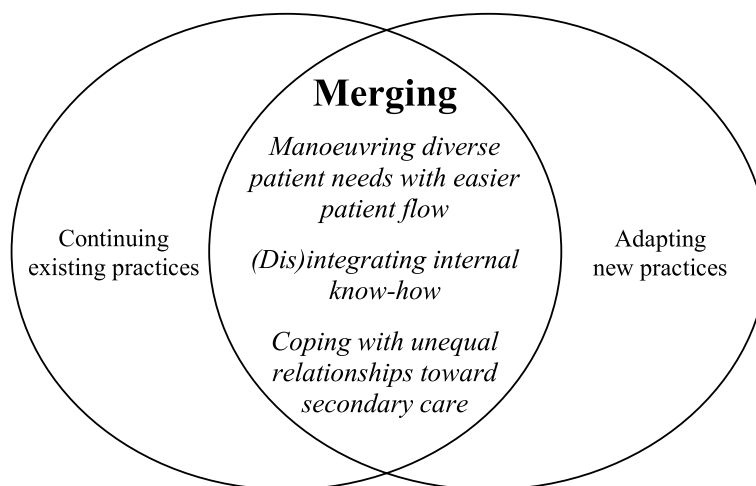 Merging
Manoeuvring diverse
patient needs with easier
patient flow
(Dis)integrating internal
know-how
Coping with unequal
relationships toward
secondary care
Continuing
existing practices
Adapting
new practices